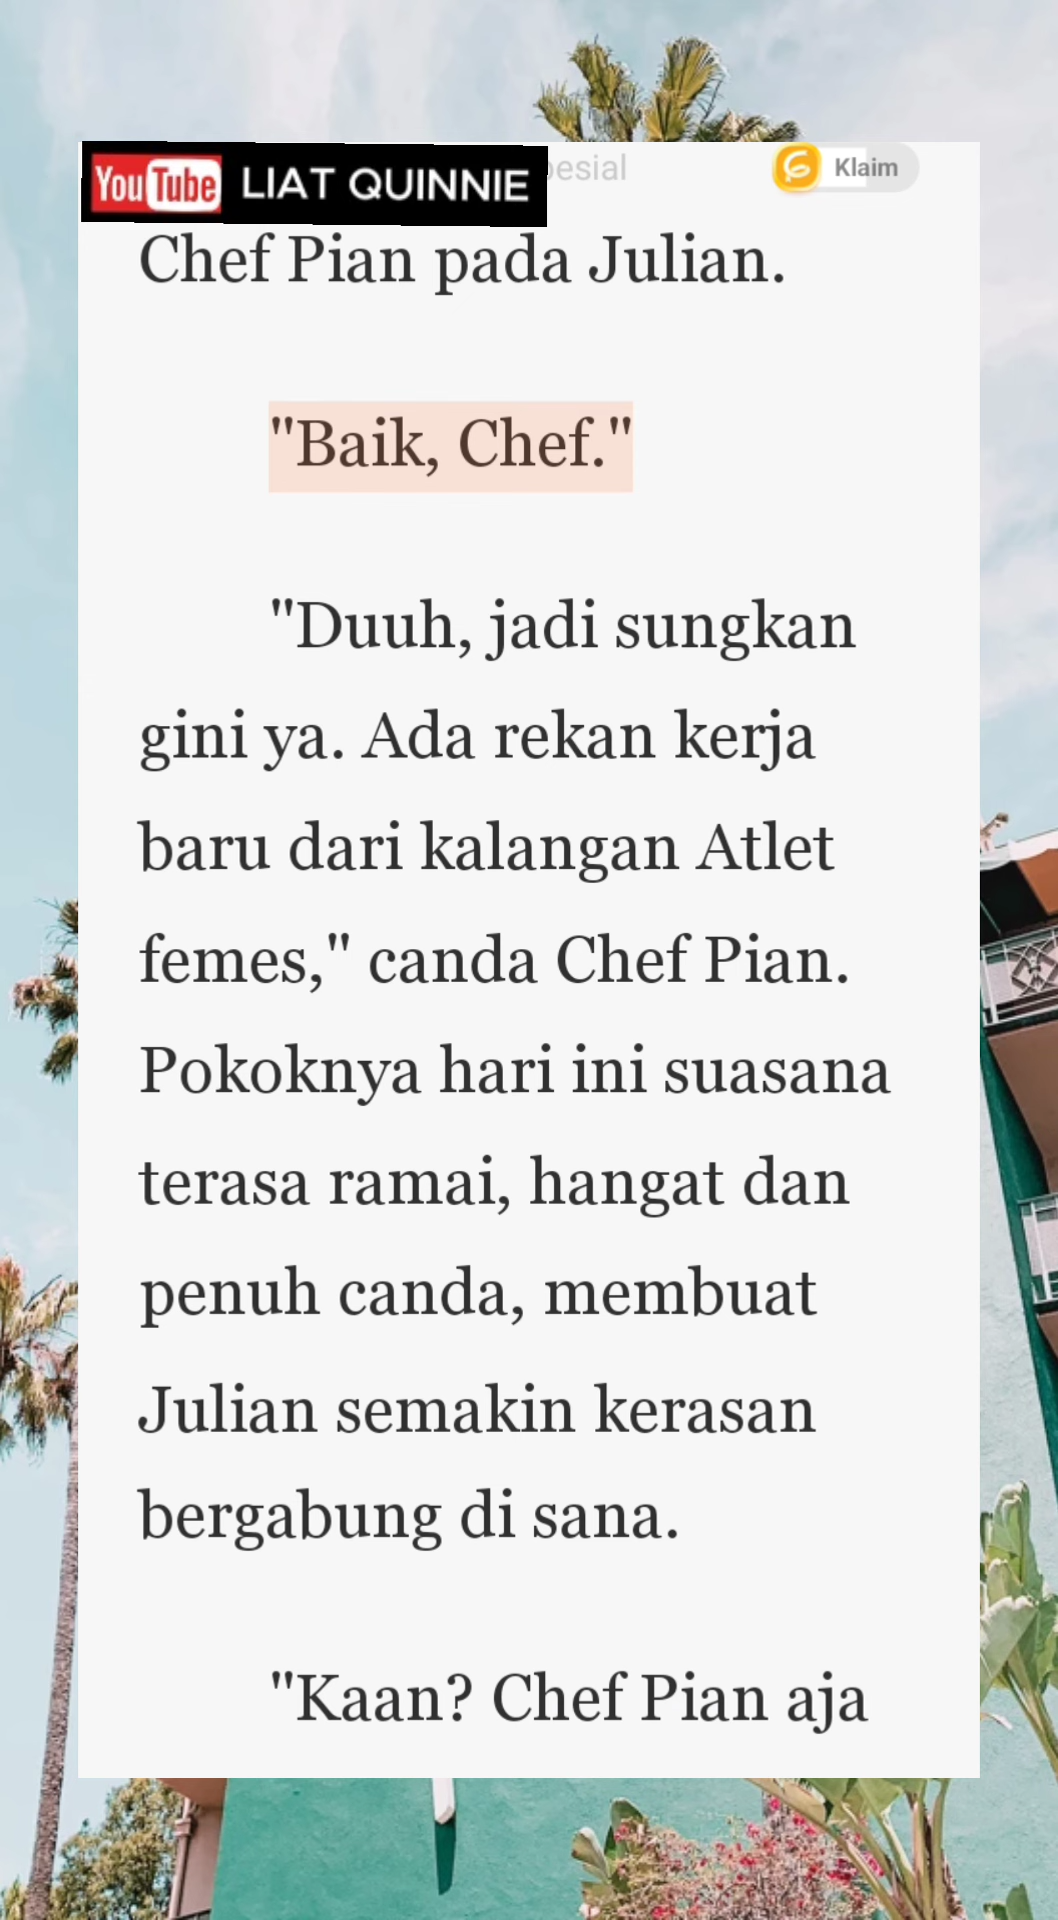 YouTube LIAT QUINNIE
Klaim
Chef Pian pada Julian.
"Baik, Chef."
"Duuh, jadi sungkan
gini ya. Ada rekan kerja
baru dari kalangan Atlet
femes," canda Chef Pian.
Pokoknya hari ini suasana
terasa ramai, hangat dan
penuh canda, membuat
Julian semakin kerasan
bergabung di sana.
"Kaan? Chef Pian aja